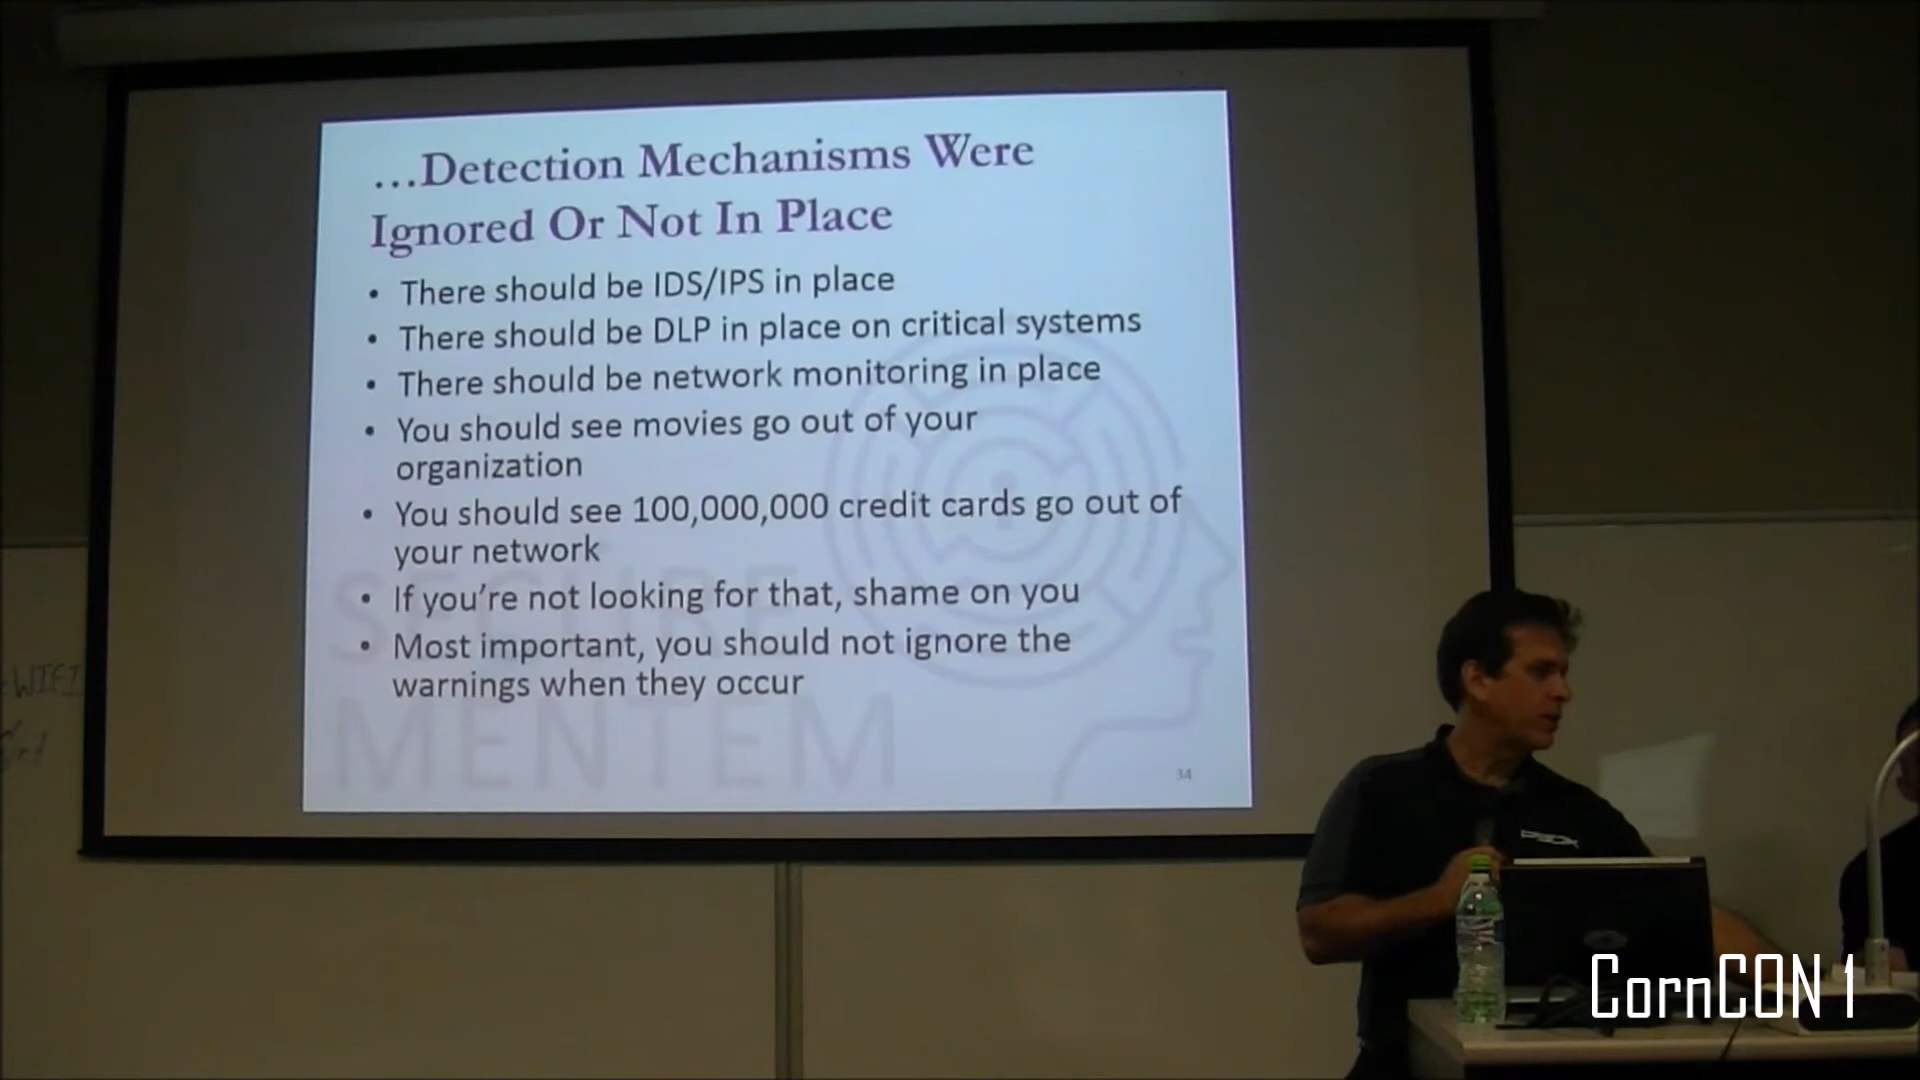 ...Detection Mechanisms Were
Ignored Or Not In Place
• There should be IDS/IPS in place
• There should be DLP in place on critical systems
• There should be network monitoring in place
• You should see movies go out of your
organization
• You should see 100,000,000 credit cards go out of
your network
• If you're not looking for that, shame on you
• Most important, you should not ignore the
warnings when they occur
SECURE
MENTEM
34
WIFI
CornCON 1